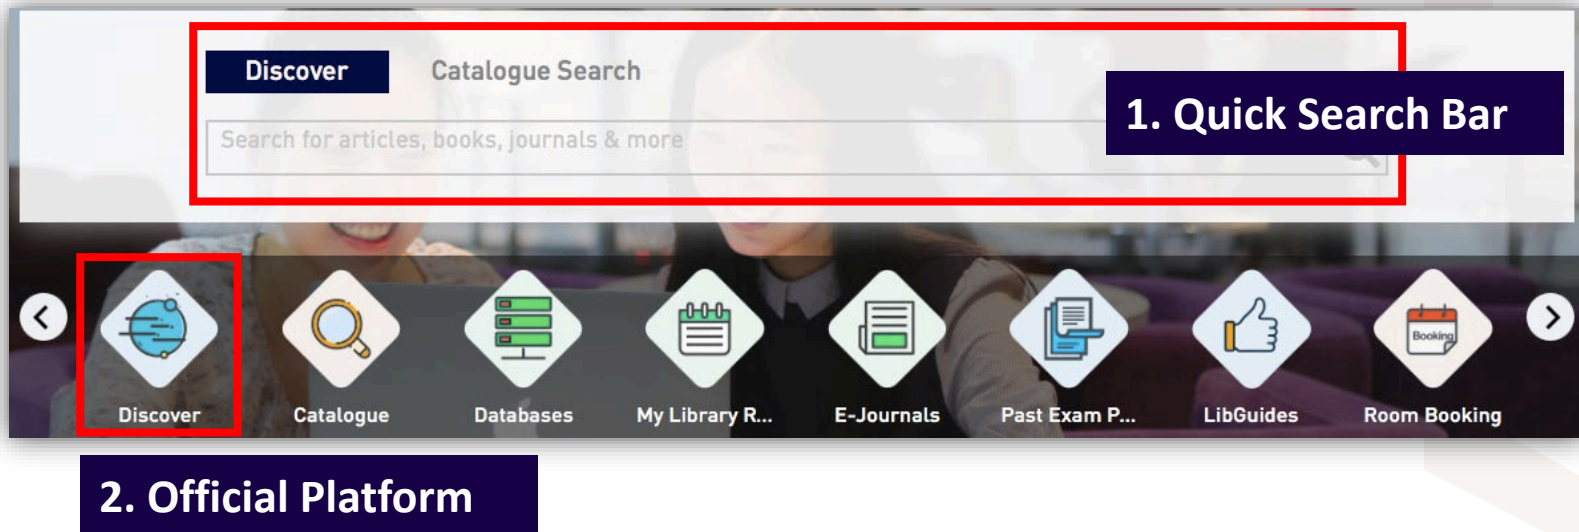 Discover
Catalogue Search
1. Quick Search Bar
Search for articles, books, journals & more
Booking
Discover
Catalogue
Databases
My Library R...
E-Journals
Past Exam P...
LibGuides
Room Booking
2. Official Platform